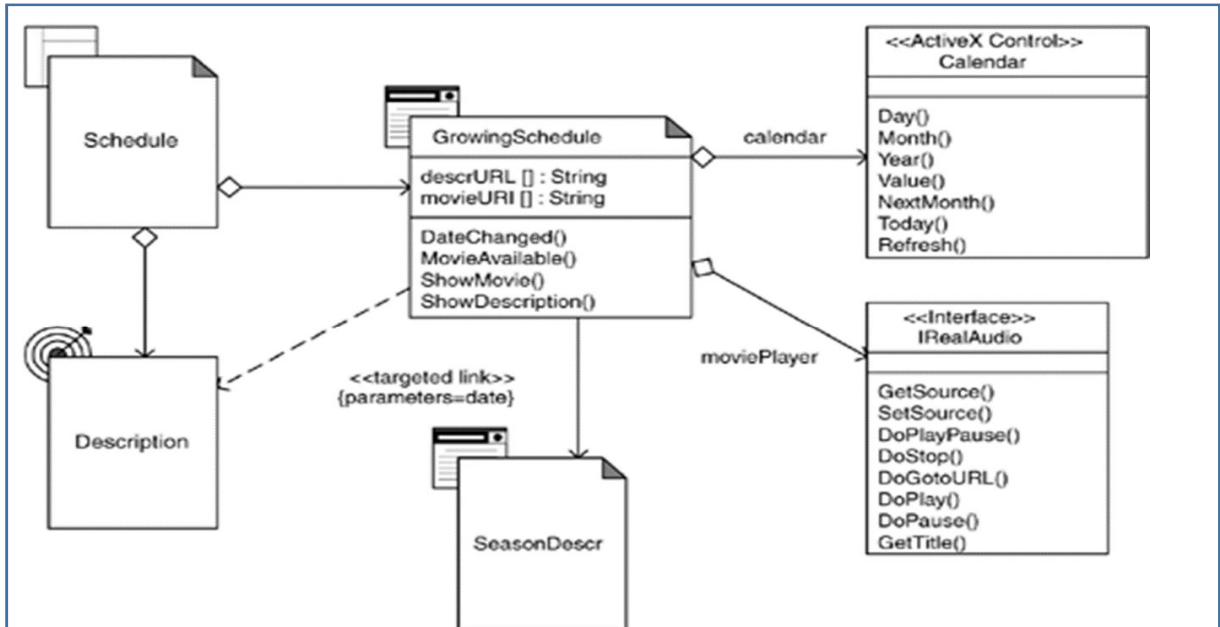 Schedule
GrowingSchedule
descrURL [] : String
movieURI [] : String
DateChanged()
MovieAvailable()
ShowMovie()
ShowDescription()
calendar
<<ActiveX Control>>
Calendar
Day()
Month()
Year()
Value()
NextMonth()
Today()
Refresh()
moviePlayer
<<Interface>>
IRealAudio
GetSource()
SetSource()
DoPlayPause()
DoStop()
DoGotoURL()
DoPlay()
DoPause()
GetTitle()
<<targeted link>>
{parameters=date}
Description
SeasonDescr